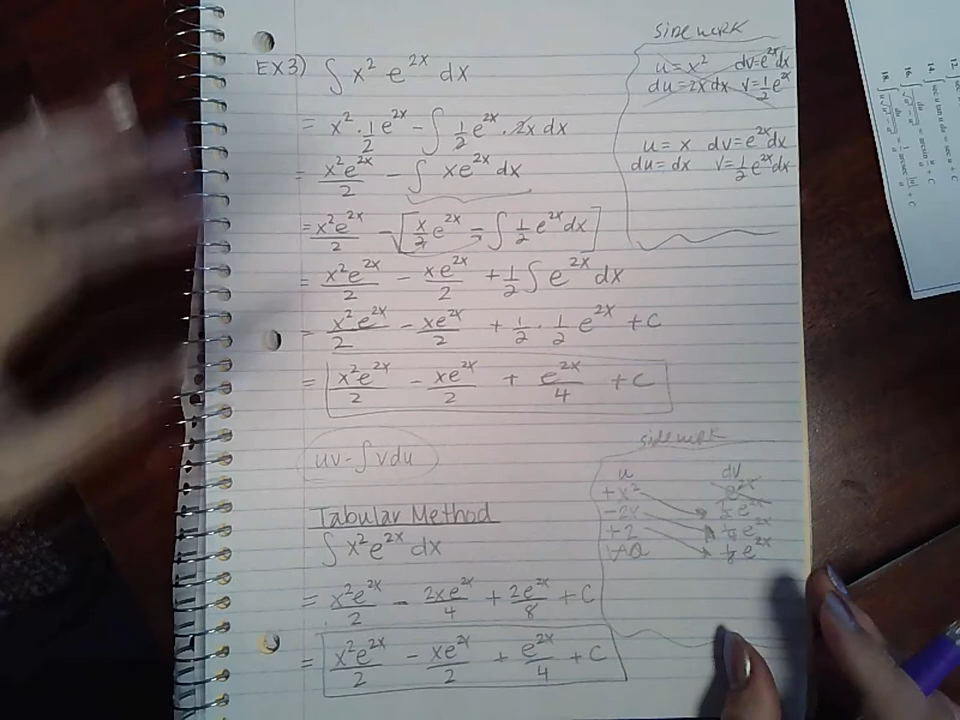 EX 3) ∫ x² e^{2x} dx
= x² · 1/2 e^{2x} - ∫ 1/2 e^{2x} · 2x dx
= x²e^{2x}/2 - ∫ xe^{2x} dx
= x²e^{2x}/2 - [x/2 e^{2x} - ∫ 1/2 e^{2x} dx]
= x²e^{2x}/2 - xe^{2x}/2 + 1/2 ∫ e^{2x} dx
= x²e^{2x}/2 - xe^{2x}/2 + 1/2 · 1/2 e^{2x} + C
= x²e^{2x}/2 - xe^{2x}/2 + e^{2x}/4 + C
side work
u = x² dv = e^{2x}dx
du = 2x dx v = 1/2 e^{2x}
u = x dv = e^{2x}dx
du = dx v = 1/2 e^{2x}dx
uv - ∫ v du
Tabular Method
∫ x²e^{2x} dx
= x²e^{2x}/2 - 2xe^{2x}/4 + 2e^{2x}/8 + C
= x²e^{2x}/2 - xe^{2x}/2 + e^{2x}/4 + C
side work
u dv
+x² e^{2x}
-2x 1/2 e^{2x}
+2 1/4 e^{2x}
0 1/8 e^{2x}